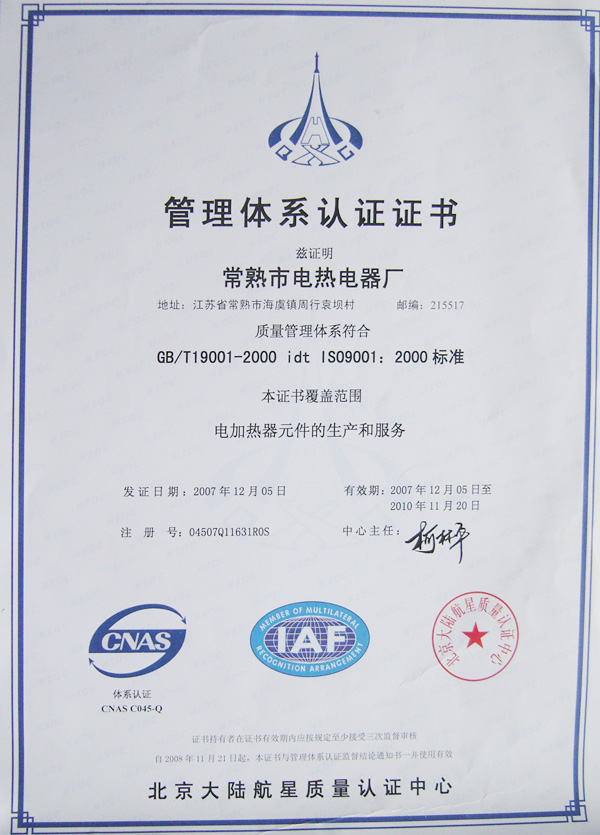 HAXC
管理体系认证证书
兹证明
常熟市电热电器厂
地址：江苏省常熟市海虞镇周行袁坝村 邮编：215517
质量管理体系符合
GB/T19001-2000 idt ISO9001：2000标准
本证书覆盖范围
电加热器元件的生产和服务
发证日期：2007年12月05日 有效期：2007年12月05日至
2010年11月20日
注 册 号：04507Q11631R0S 中心主任：
CNAS
体系认证
CNAS C045-Q
MEMBER OF MULTILATERAL
IAF
RECOGNITION ARRANGEMENT
北京大陆航星质量认证中心
证书持有者在证书有效期内应按规定至少接受三次监督审核
自2008年11月21日起，本证书与管理体系认证监督结论通知书一并使用有效
北京大陆航星质量认证中心